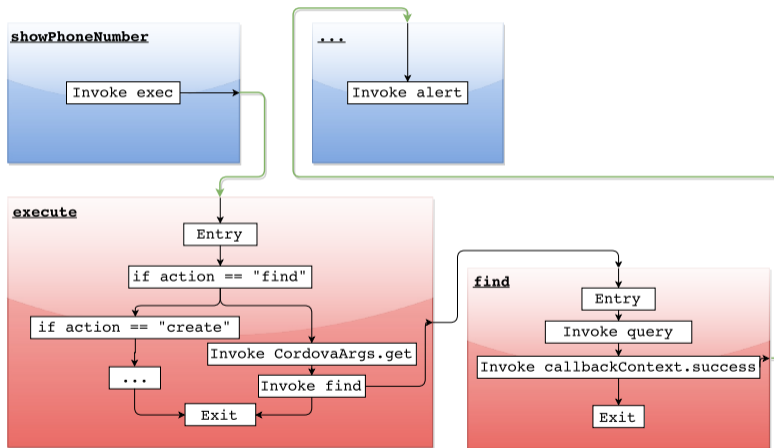 showPhoneNumber
Invoke exec
...
Invoke alert
execute
Entry
if action == "find"
if action == "create"
Invoke CordovaArgs.get
...
Invoke find
Exit
find
Entry
Invoke query
Invoke callbackContext.success
Exit